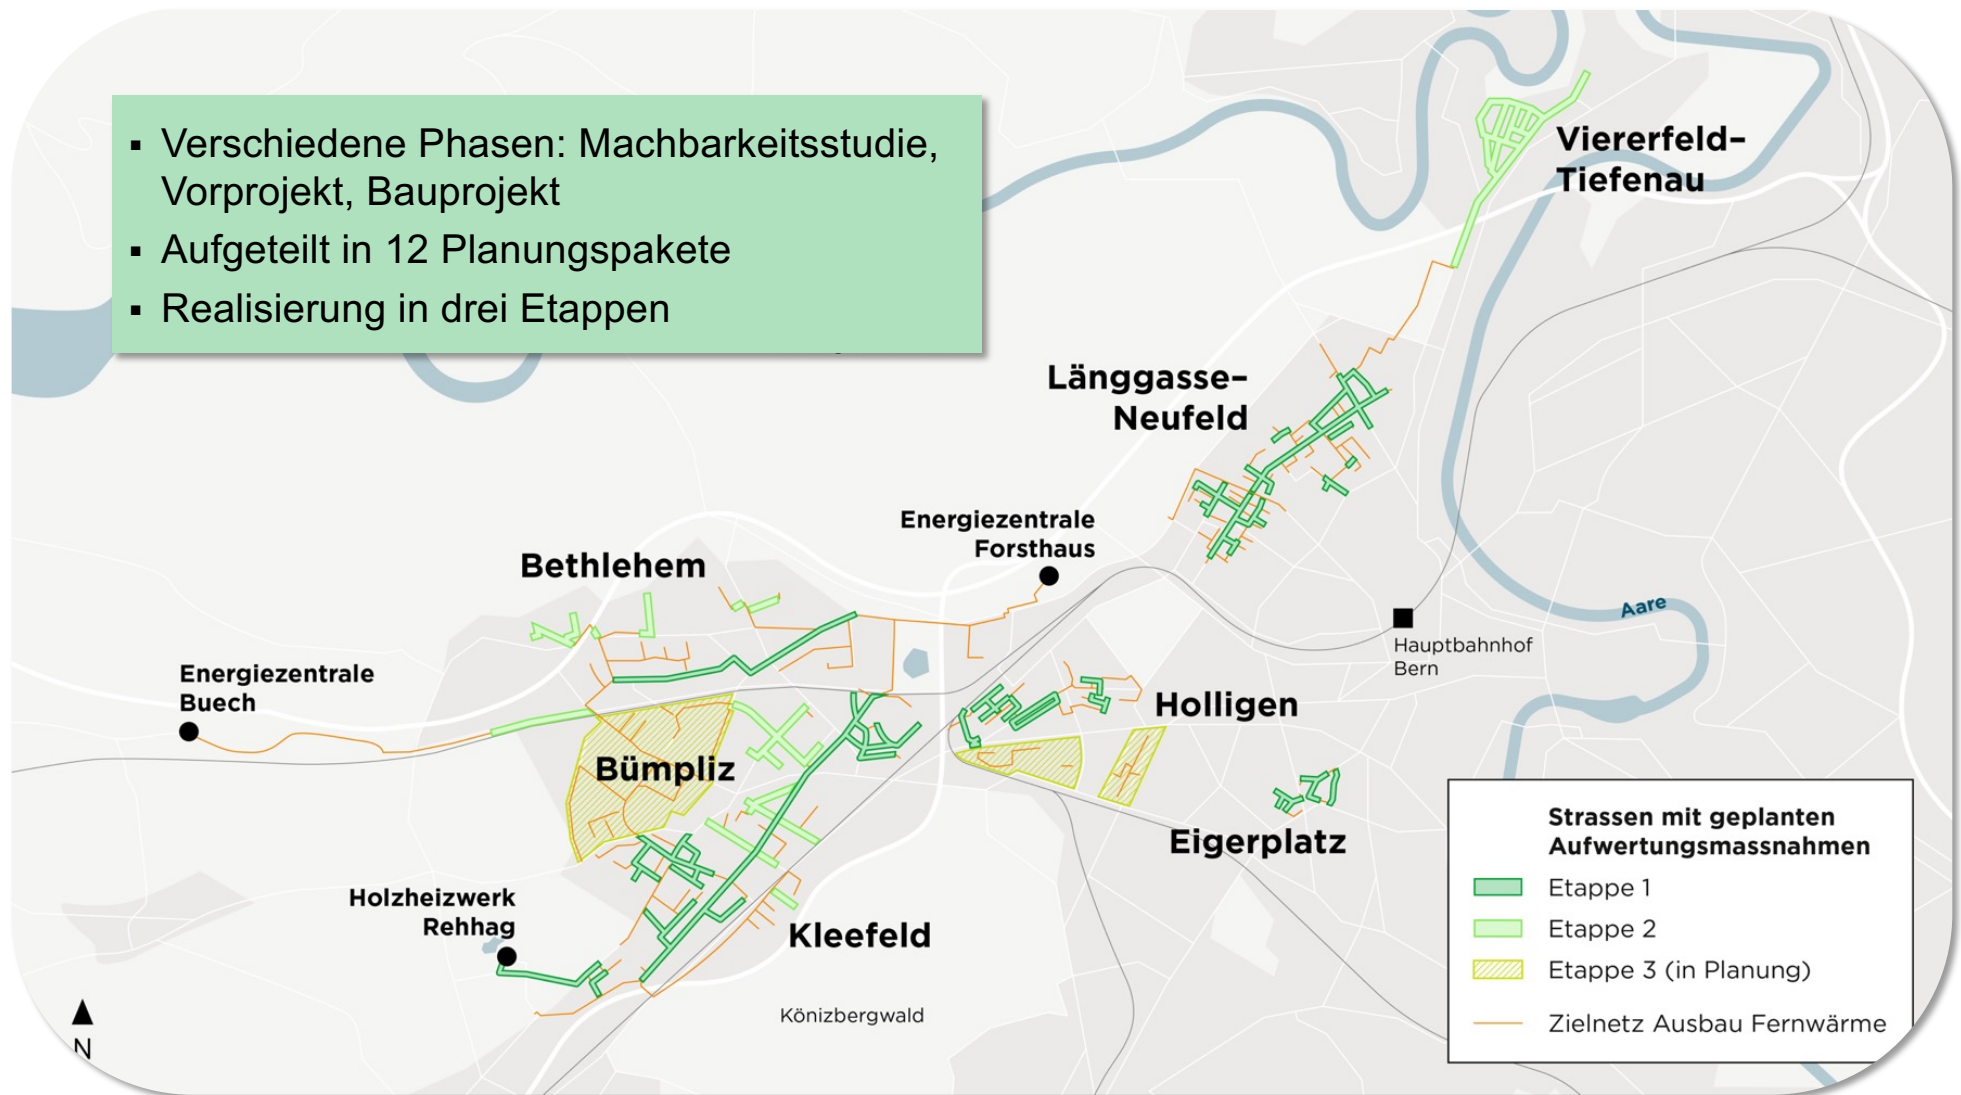 ▪ Verschiedene Phasen: Machbarkeitsstudie,
Vorprojekt, Bauprojekt
▪ Aufgeteilt in 12 Planungspakete
▪ Realisierung in drei Etappen
Viererfeld–
Tiefenau
Länggasse–
Neufeld
Energiezentrale
Forsthaus
Bethlehem
Aare
Hauptbahnhof
Bern
Energiezentrale
Buech
Holligen
Bümpliz
Eigerplatz
Holzheizwerk
Rehhag
Kleefeld
Könizbergwald
N
Strassen mit geplanten
Aufwertungsmassnahmen
Etappe 1
Etappe 2
Etappe 3 (in Planung)
Zielnetz Ausbau Fernwärme